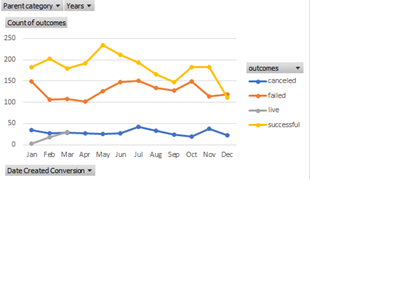 Parent category Years
Count of outcomes
250
200
150
100
50
0
Jan Feb Mar Apr May Jun Jul Aug Sep Oct Nov Dec
outcomes
canceled
failed
live
successful
Date Created Conversion